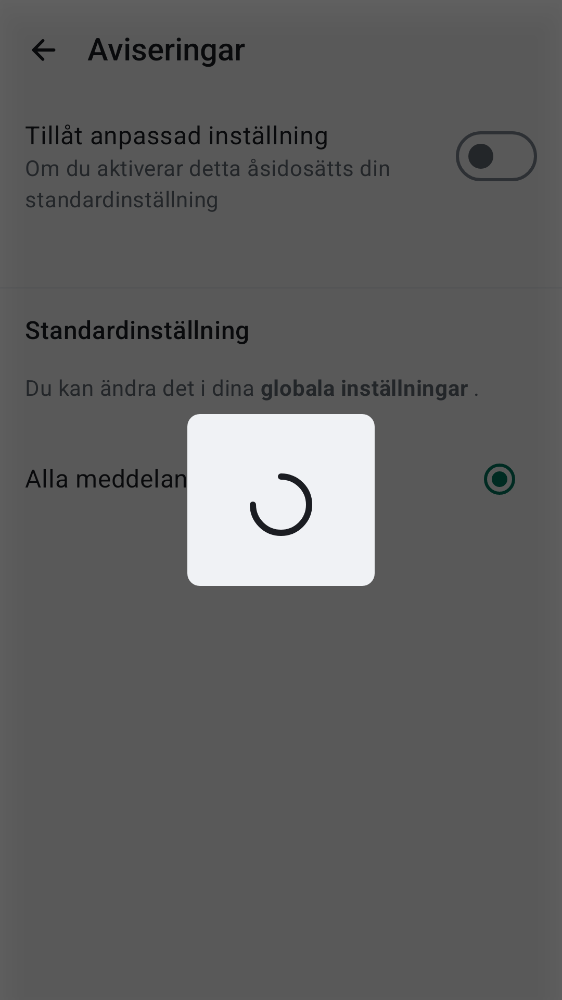 Aviseringar
Tillåt anpassad inställning
Om du aktiverar detta åsidosätts din
standardinställning
Standardinställning
Du kan ändra det i dina globala inställningar .
Alla meddelan